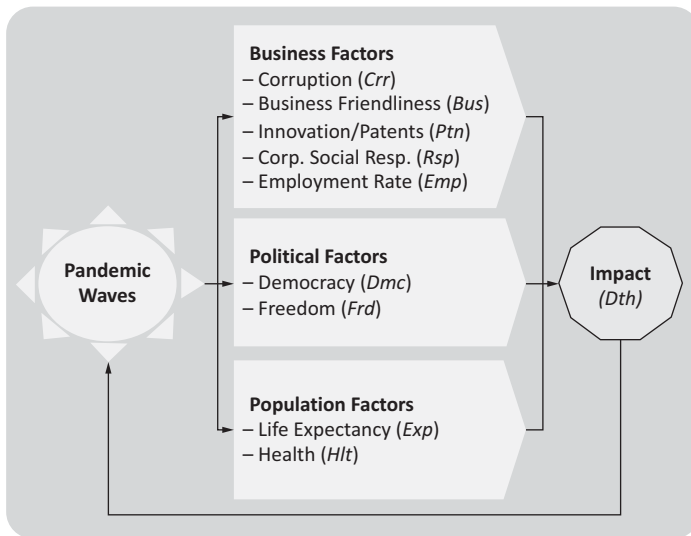 Business Factors
– Corruption (Crr)
– Business Friendliness (Bus)
– Innovation/Patents (Ptn)
– Corp. Social Resp. (Rsp)
– Employment Rate (Emp)
Pandemic
Waves
Political Factors
– Democracy (Dmc)
– Freedom (Frd)
Impact
(Dth)
Population Factors
– Life Expectancy (Exp)
– Health (Hlt)